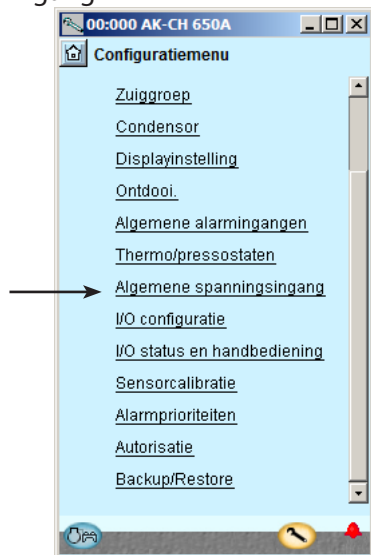 00:000 AK-CH 650A
Configuratiemenu
Zuiggroep
Condensor
Displayinstelling
Ontdooi.
Algemene alarmingangen
Thermo/pressostaten
Algemene spanningsingang
I/O configuratie
I/O status en handbediening
Sensorcalibratie
Alarmprioriteiten
Autorisatie
Backup/Restore